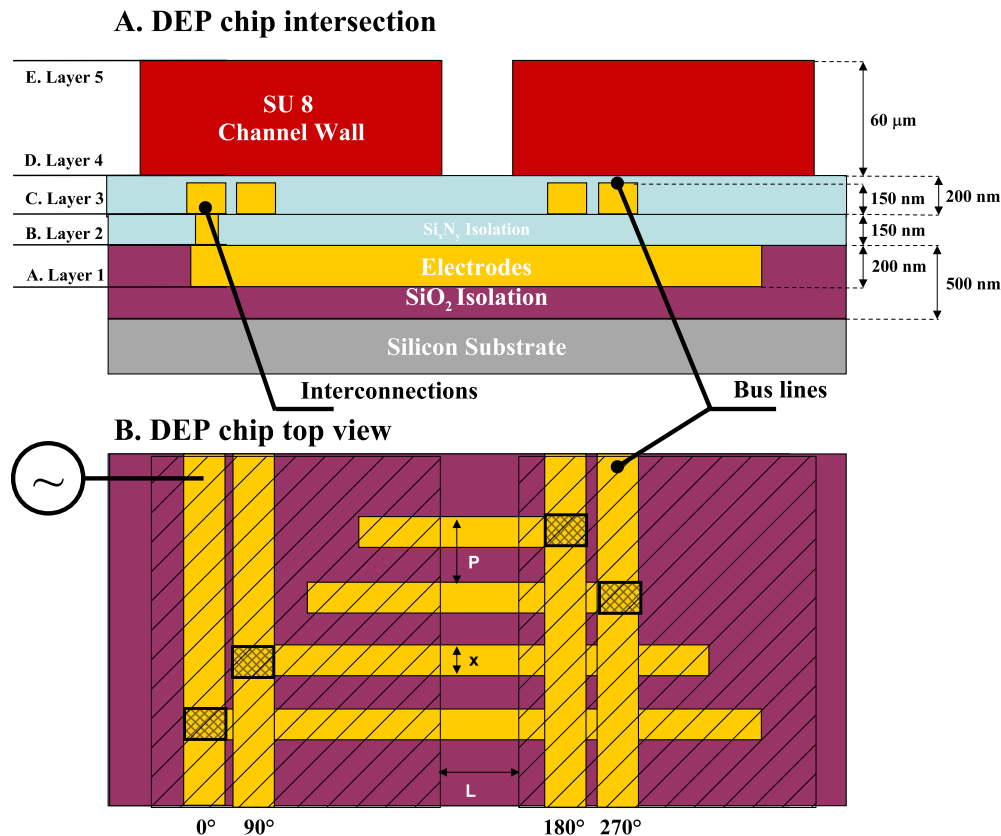 A. DEP chip intersection
E. Layer 5
SU 8
Channel Wall
60 μm
D. Layer 4
C. Layer 3
150 nm
200 nm
B. Layer 2
SixNy Isolation
150 nm
A. Layer 1
Electrodes
200 nm
500 nm
SiO2 Isolation
Silicon Substrate
Interconnections
Bus lines
B. DEP chip top view
~
P
x
L
0°
90°
180°
270°